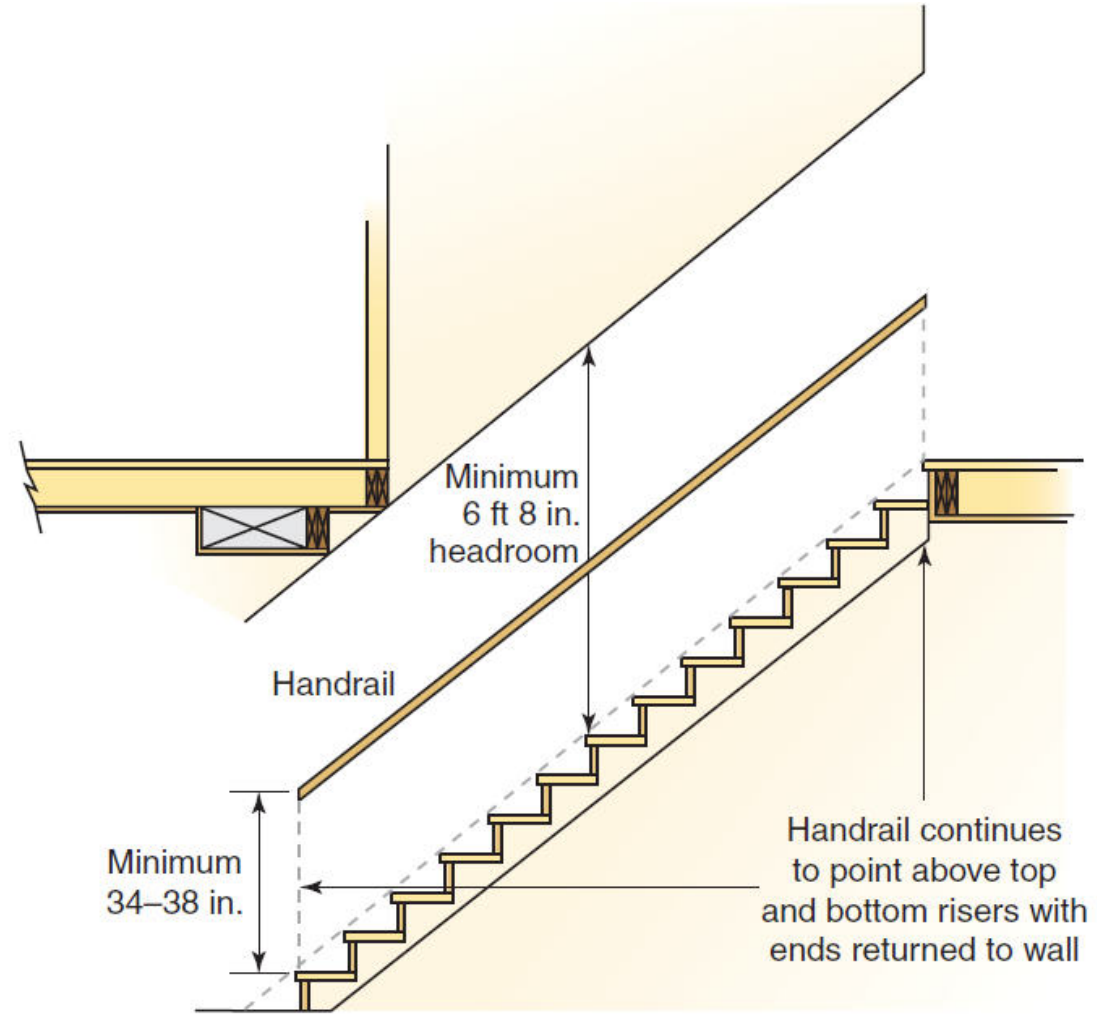 Minimum
6 ft 8 in.
headroom
Handrail
Minimum
34–38 in.
Handrail continues
to point above top
and bottom risers with
ends returned to wall